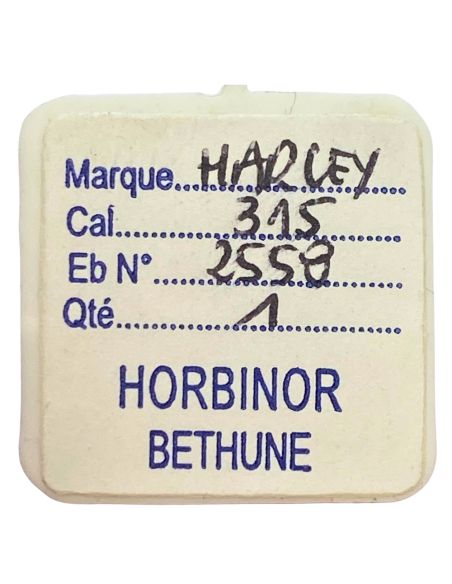 Marque...HARLEY
Cal...315
Eb N°...2558
Qté...1
HORBINOR
BETHUNE